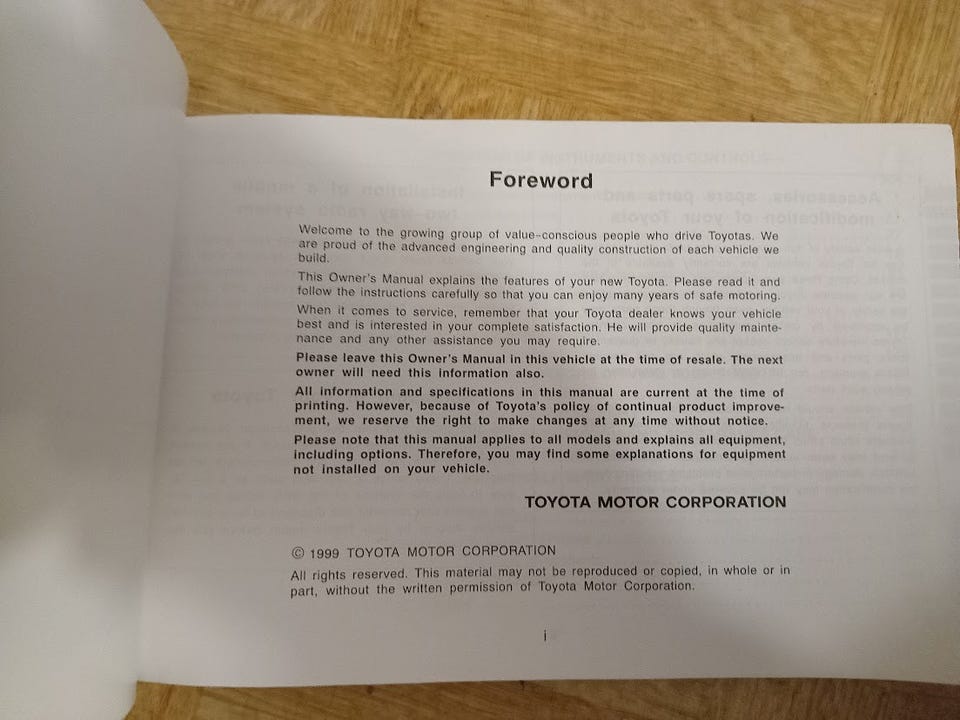 Foreword
Welcome to the growing group of value-conscious people who drive Toyotas. We
are proud of the advanced engineering and quality construction of each vehicle we
build.
This Owner's Manual explains the features of your new Toyota. Please read it and
follow the instructions carefully so that you can enjoy many years of safe motoring.
When it comes to service, remember that your Toyota dealer knows your vehicle
best and is interested in your complete satisfaction. He will provide quality mainte-
nance and any other assistance you may require.
Please leave this Owner's Manual in this vehicle at the time of resale. The next
owner will need this information also.
All information and specifications in this manual are current at the time of
printing. However, because of Toyota's policy of continual product improve-
ment, we reserve the right to make changes at any time without notice.
Please note that this manual applies to all models and explains all equipment,
including options. Therefore, you may find some explanations for equipment
not installed on your vehicle.
TOYOTA MOTOR CORPORATION
© 1999 TOYOTA MOTOR CORPORATION
All rights reserved. This material may not be reproduced or copied, in whole or in
part, without the written permission of Toyota Motor Corporation.
i